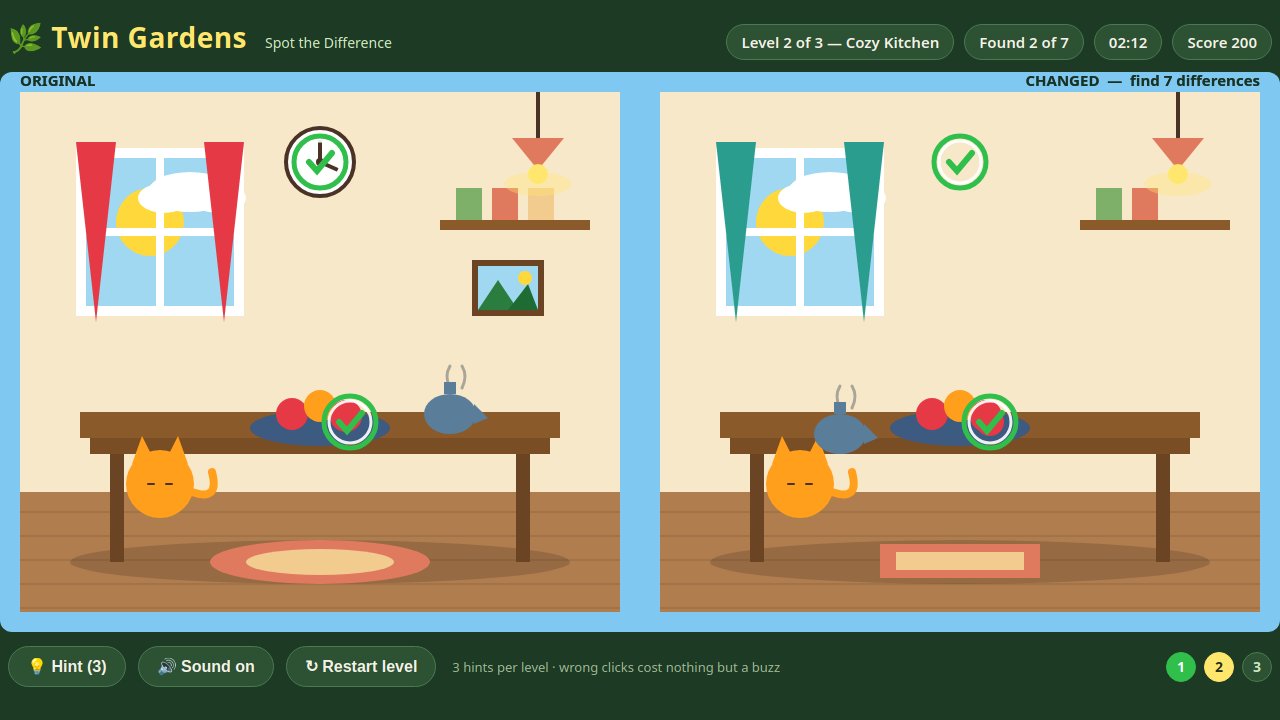 🌿 Twin Gardens Spot the Difference
Level 2 of 3 — Cozy Kitchen
Found 2 of 7
02:12
Score 200
ORIGINAL
CHANGED — find 7 differences
💡 Hint (3)
🔊 Sound on
↻ Restart level
3 hints per level · wrong clicks cost nothing but a buzz
1
2
3